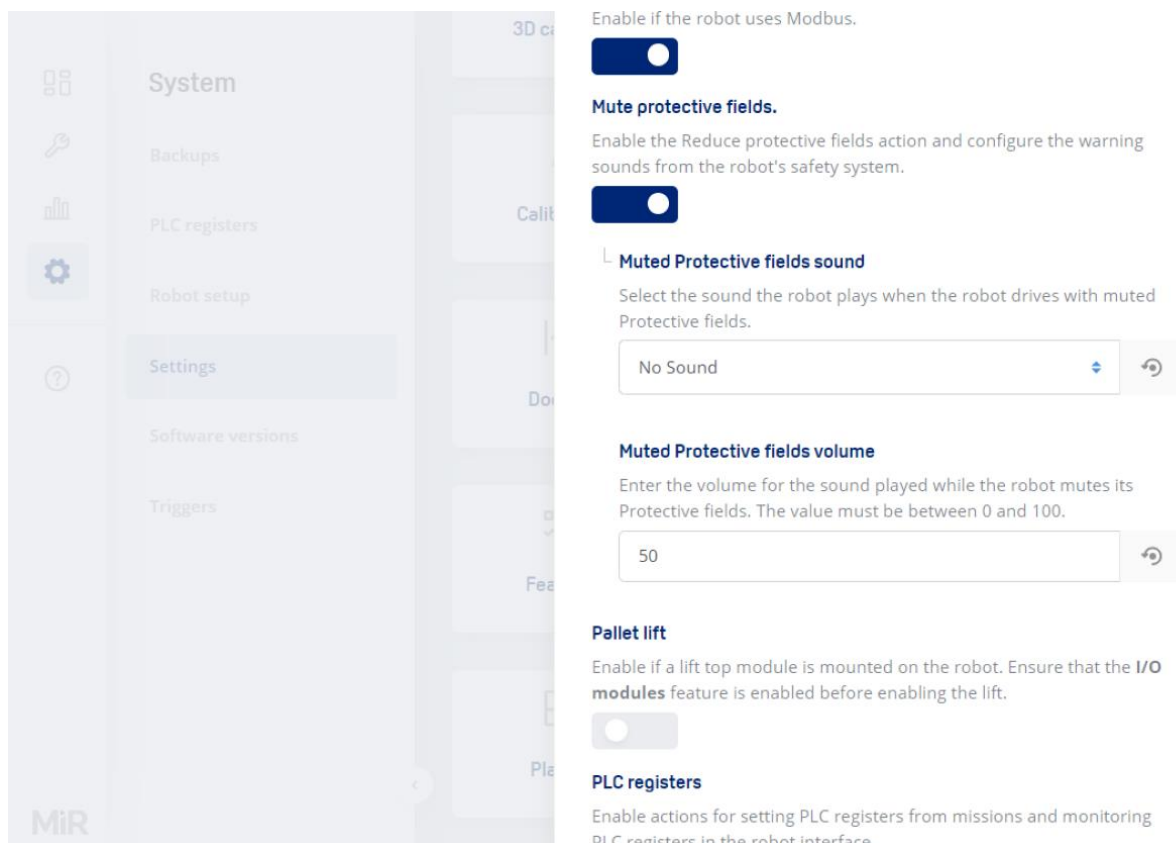 System
Backups
PLC registers
Robot setup
Settings
Software versions
Triggers
MiR
3D ca
Calib
Do
Fea
Pla
Enable if the robot uses Modbus.
Mute protective fields.
Enable the Reduce protective fields action and configure the warning
sounds from the robot's safety system.
Muted Protective fields sound
Select the sound the robot plays when the robot drives with muted
Protective fields.
No Sound
Muted Protective fields volume
Enter the volume for the sound played while the robot mutes its
Protective fields. The value must be between 0 and 100.
50
Pallet lift
Enable if a lift top module is mounted on the robot. Ensure that the I/O
modules feature is enabled before enabling the lift.
PLC registers
Enable actions for setting PLC registers from missions and monitoring
PLC registers in the robot interface.